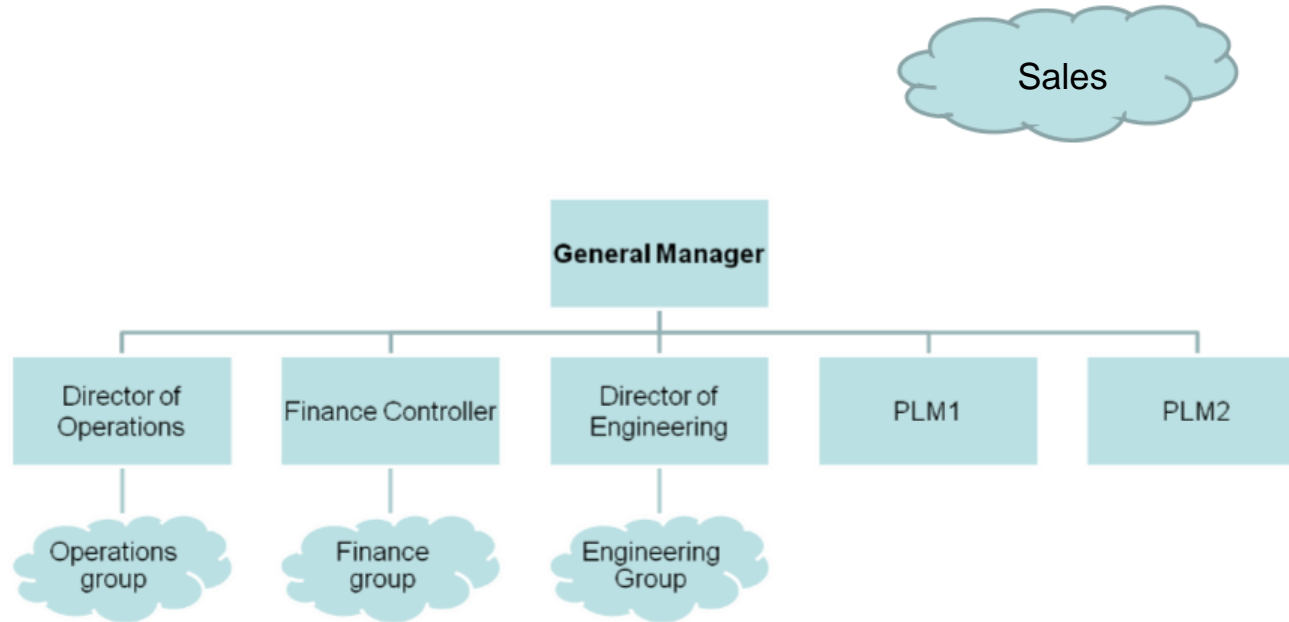 Sales
General Manager
Director of
Operations
Finance Controller
Director of
Engineering
PLM1
PLM2
Operations
group
Finance
group
Engineering
Group